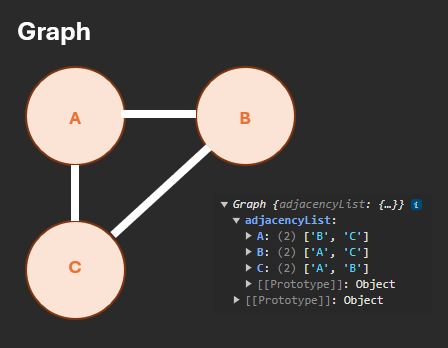 Graph
A
B
C
▼ Graph {adjacencyList: {…}} i
▼ adjacencyList:
▶ A: (2) ['B', 'C']
▶ B: (2) ['A', 'C']
▶ C: (2) ['A', 'B']
▶ [[Prototype]]: Object
▶ [[Prototype]]: Object